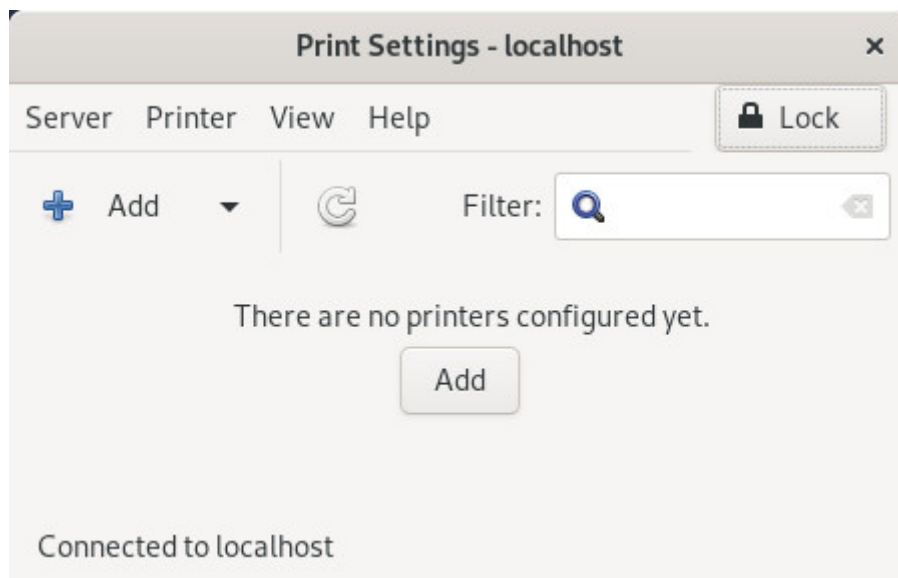 Print Settings - localhost
Server Printer View Help Lock
Add Filter:
There are no printers configured yet.
Add
Connected to localhost